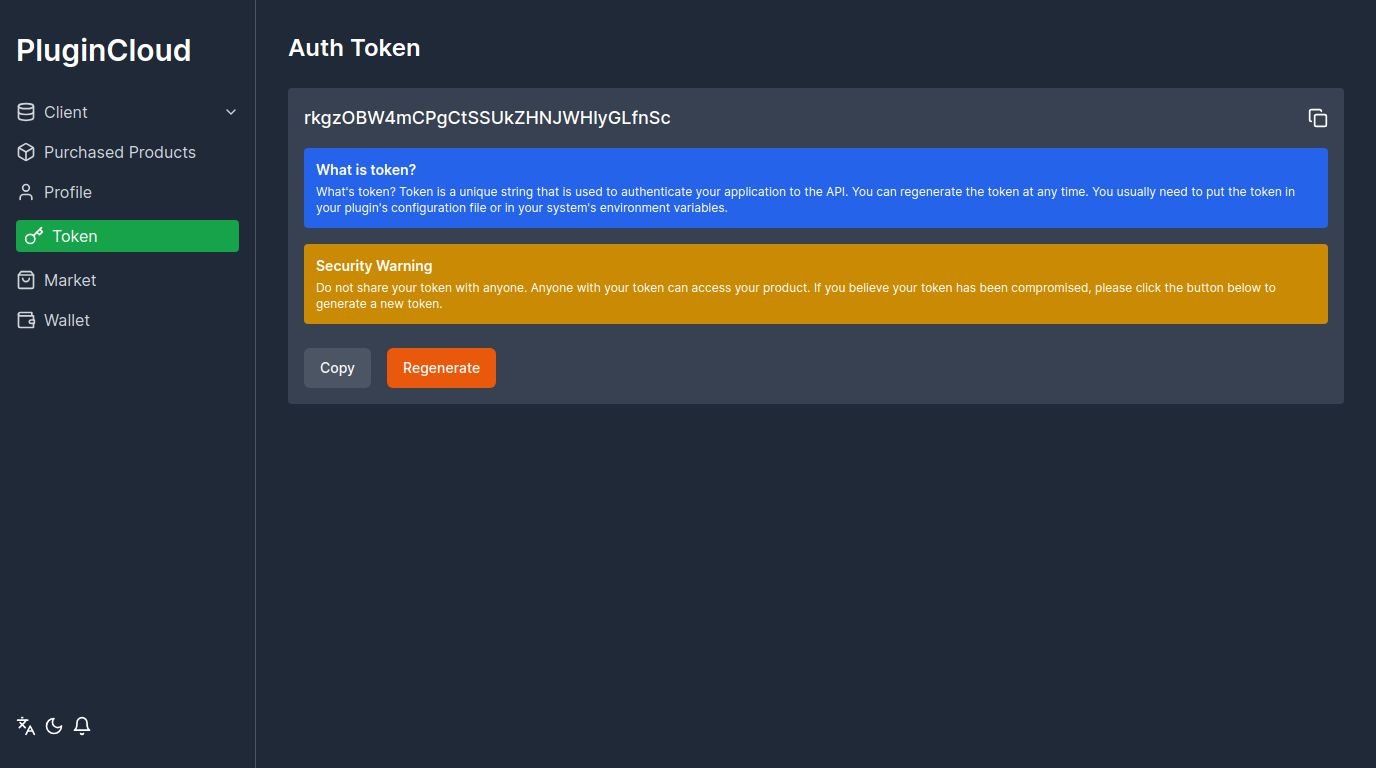 PluginCloud
Client
Purchased Products
Profile
Token
Market
Wallet
Auth Token
rkgzOBW4mCPgCtSSUkZHNJWHIyGLfnSc
What is token?
What's token? Token is a unique string that is used to authenticate your application to the API. You can regenerate the token at any time. You usually need to put the token in
your plugin's configuration file or in your system's environment variables.
Security Warning
Do not share your token with anyone. Anyone with your token can access your product. If you believe your token has been compromised, please click the button below to
generate a new token.
Copy
Regenerate